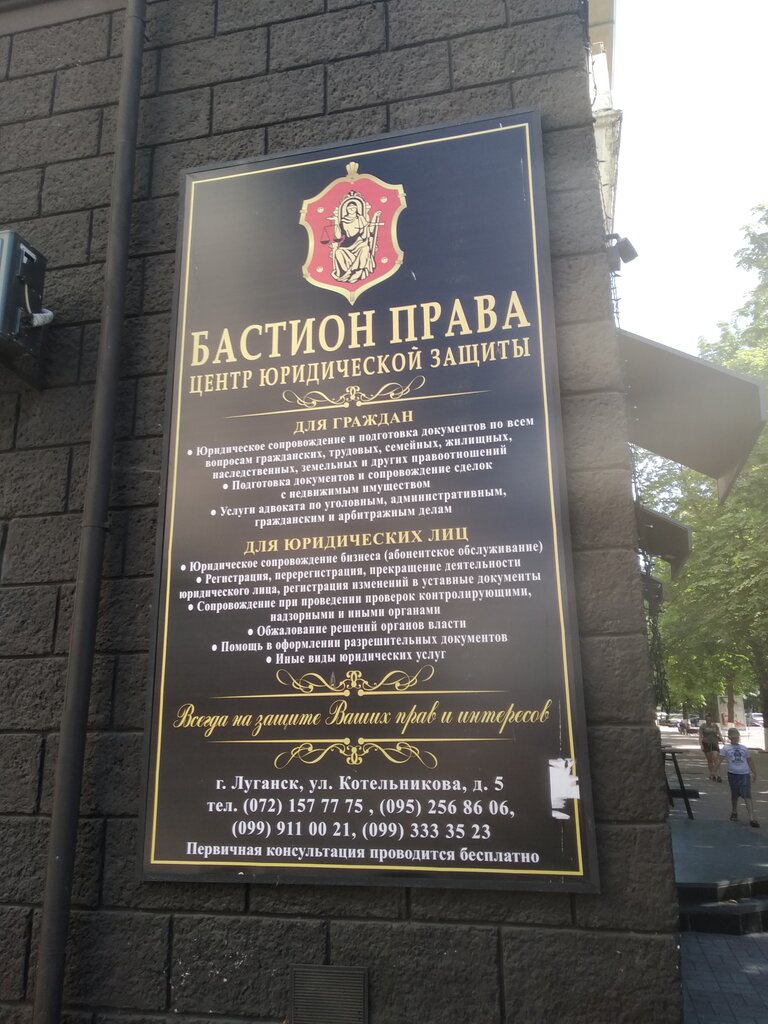 БАСТИОН ПРАВА
ЦЕНТР ЮРИДИЧЕСКОЙ ЗАЩИТЫ
ДЛЯ ГРАЖДАН
• Юридическое сопровождение и подготовка документов по всем
вопросам гражданских, трудовых, семейных, жилищных,
наследственных, земельных и других правоотношений
• Подготовка документов и сопровождение сделок
с недвижимым имуществом
• Услуги адвоката по уголовным, административным,
гражданским и арбитражным делам
ДЛЯ ЮРИДИЧЕСКИХ ЛИЦ
• Юридическое сопровождение бизнеса (абонентское обслуживание)
• Регистрация, перерегистрация, прекращение деятельности
юридического лица, регистрация изменений в уставные документы
• Сопровождение при проведении проверок контролирующими,
надзорными и иными органами
• Обжалование решений органов власти
• Помощь в оформлении разрешительных документов
• Иные виды юридических услуг
Всегда на защите Ваших прав и интересов
г. Луганск, ул. Котельникова, д. 5
тел. (072) 157 77 75 , (095) 256 86 06,
(099) 911 00 21, (099) 333 35 23
Первичная консультация проводится бесплатно